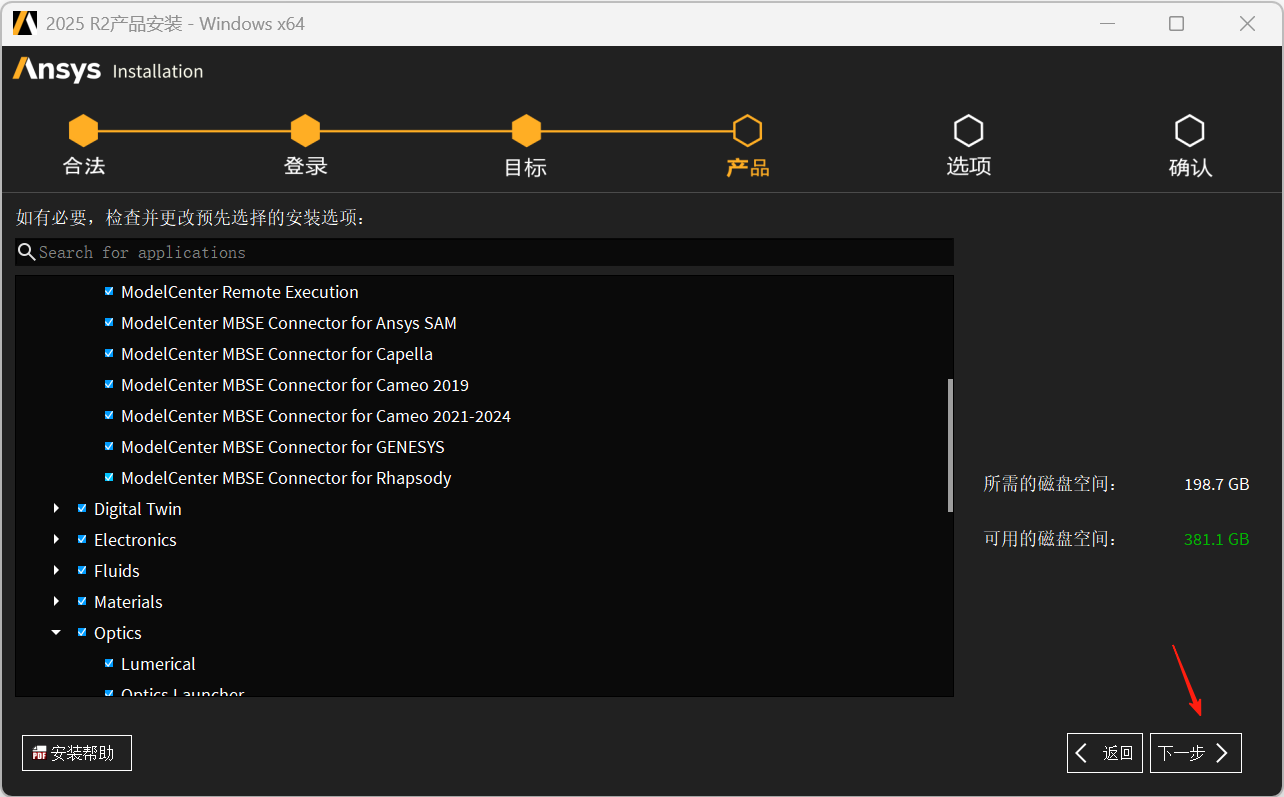 2025 R2产品安装 - Windows x64
Ansys Installation
合法 登录 目标 产品 选项 确认
如有必要，检查并更改预先选择的安装选项：
Search for applications
ModelCenter Remote Execution
ModelCenter MBSE Connector for Ansys SAM
ModelCenter MBSE Connector for Capella
ModelCenter MBSE Connector for Cameo 2019
ModelCenter MBSE Connector for Cameo 2021-2024
ModelCenter MBSE Connector for GENESYS
ModelCenter MBSE Connector for Rhapsody
Digital Twin
Electronics
Fluids
Materials
Optics
Lumerical
Optics Launcher
所需的磁盘空间： 198.7 GB
可用的磁盘空间： 381.1 GB
PDF 安装帮助
返回 下一步